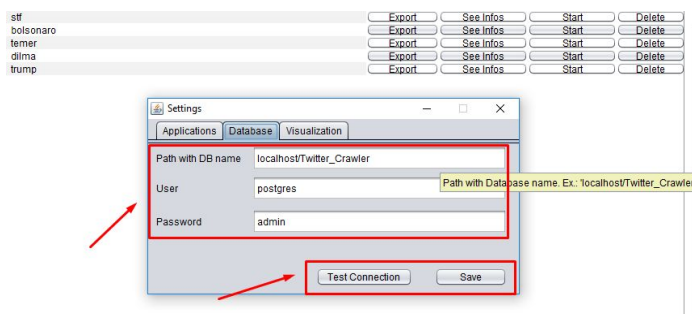 stf Export See Infos Start Delete
bolsonaro Export See Infos Start Delete
temer Export See Infos Start Delete
dilma Export See Infos Start Delete
trump Export See Infos Start Delete
Settings
Applications Database Visualization
Path with DB name localhost/Twitter_Crawler
Path with Database name. Ex.: 'localhost/Twitter_Crawler
User postgres
Password admin
Test Connection Save